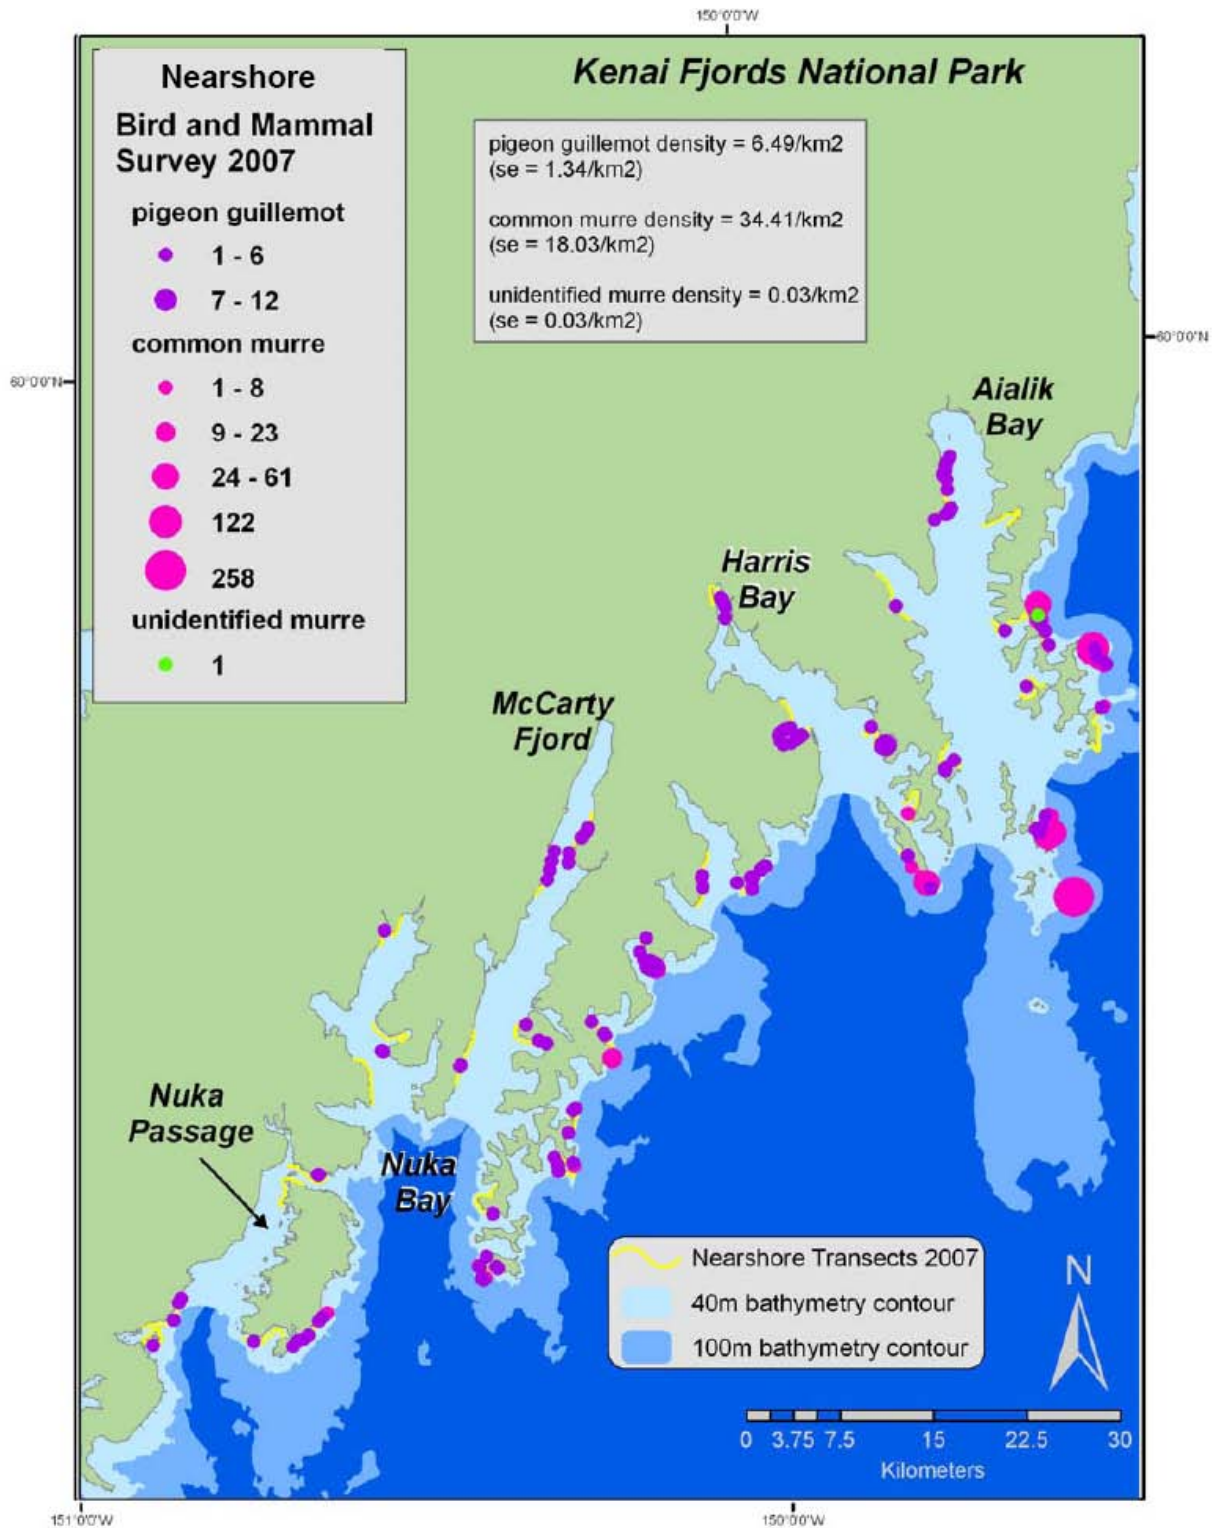 150°0'0"W
Kenai Fjords National Park
Nearshore
Bird and Mammal
Survey 2007
pigeon guillemot
1 - 6
7 - 12
common murre
1 - 8
9 - 23
24 - 61
122
258
unidentified murre
1
pigeon guillemot density = 6.49/km2
(se = 1.34/km2)
common murre density = 34.41/km2
(se = 18.03/km2)
unidentified murre density = 0.03/km2
(se = 0.03/km2)
60°0'0"N
60°0'0"N
Aialik
Bay
Harris
Bay
McCarty
Fjord
Nuka
Passage
Nuka
Bay
Nearshore Transects 2007
40m bathymetry contour
100m bathymetry contour
N
0 3.75 7.5 15 22.5 30
Kilometers
151°0'0"W
150°0'0"W